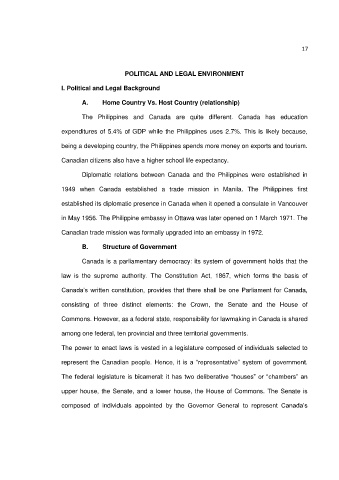 17
POLITICAL AND LEGAL ENVIRONMENT
I. Political and Legal Background
A. Home Country Vs. Host Country (relationship)
The Philippines and Canada are quite different. Canada has education
expenditures of 5.4% of GDP while the Philippines uses 2.7%. This is likely because,
being a developing country, the Philippines spends more money on exports and tourism.
Canadian citizens also have a higher school life expectancy.
Diplomatic relations between Canada and the Philippines were established in
1949 when Canada established a trade mission in Manila. The Philippines first
established its diplomatic presence in Canada when it opened a consulate in Vancouver
in May 1956. The Philippine embassy in Ottawa was later opened on 1 March 1971. The
Canadian trade mission was formally upgraded into an embassy in 1972.
B. Structure of Government
Canada is a parliamentary democracy: its system of government holds that the
law is the supreme authority. The Constitution Act, 1867, which forms the basis of
Canada's written constitution, provides that there shall be one Parliament for Canada,
consisting of three distinct elements: the Crown, the Senate and the House of
Commons. However, as a federal state, responsibility for lawmaking in Canada is shared
among one federal, ten provincial and three territorial governments.
The power to enact laws is vested in a legislature composed of individuals selected to
represent the Canadian people. Hence, it is a "representative" system of government.
The federal legislature is bicameral: it has two deliberative "houses" or "chambers" an
upper house, the Senate, and a lower house, the House of Commons. The Senate is
composed of individuals appointed by the Governor General to represent Canada's